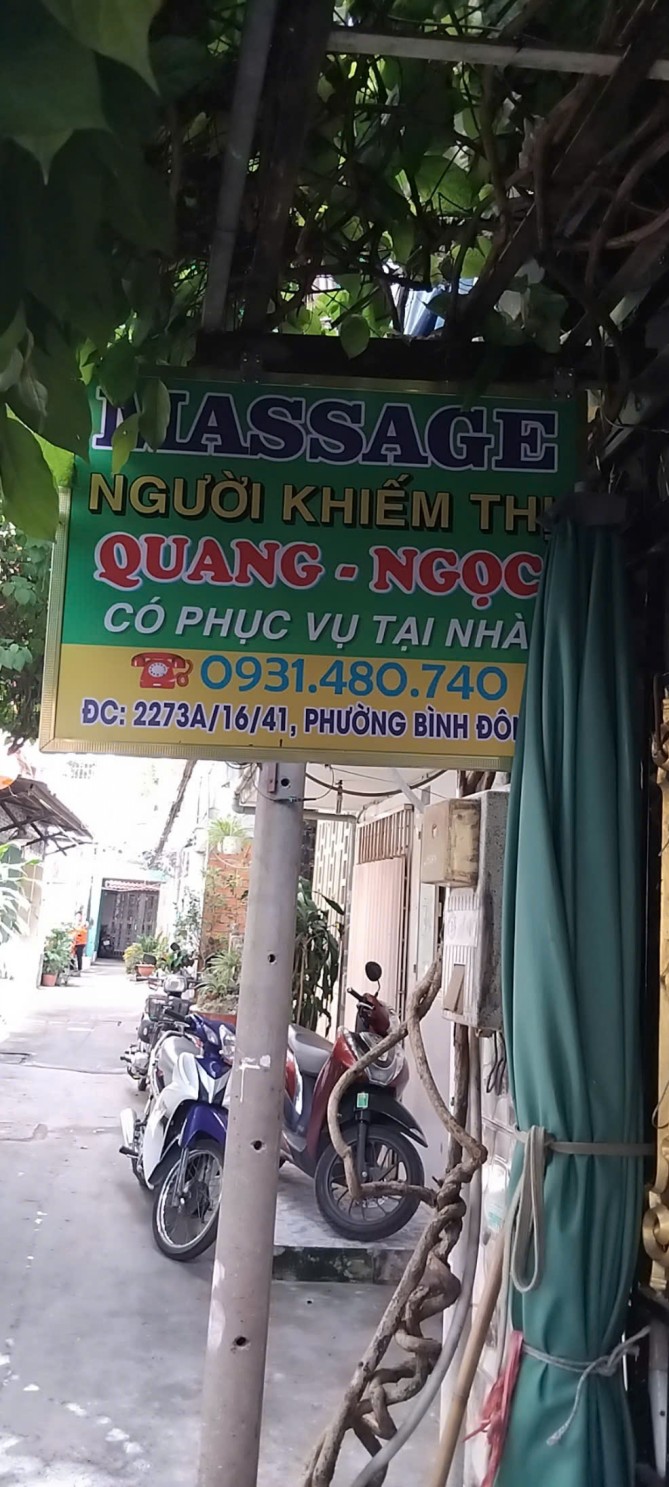 MASSAGE
NGƯỜI KHIẾM THỊ
QUANG - NGỌC
CÓ PHỤC VỤ TẠI NHÀ
0931.480.740
ĐC: 2273A/16/41, PHƯỜNG BÌNH